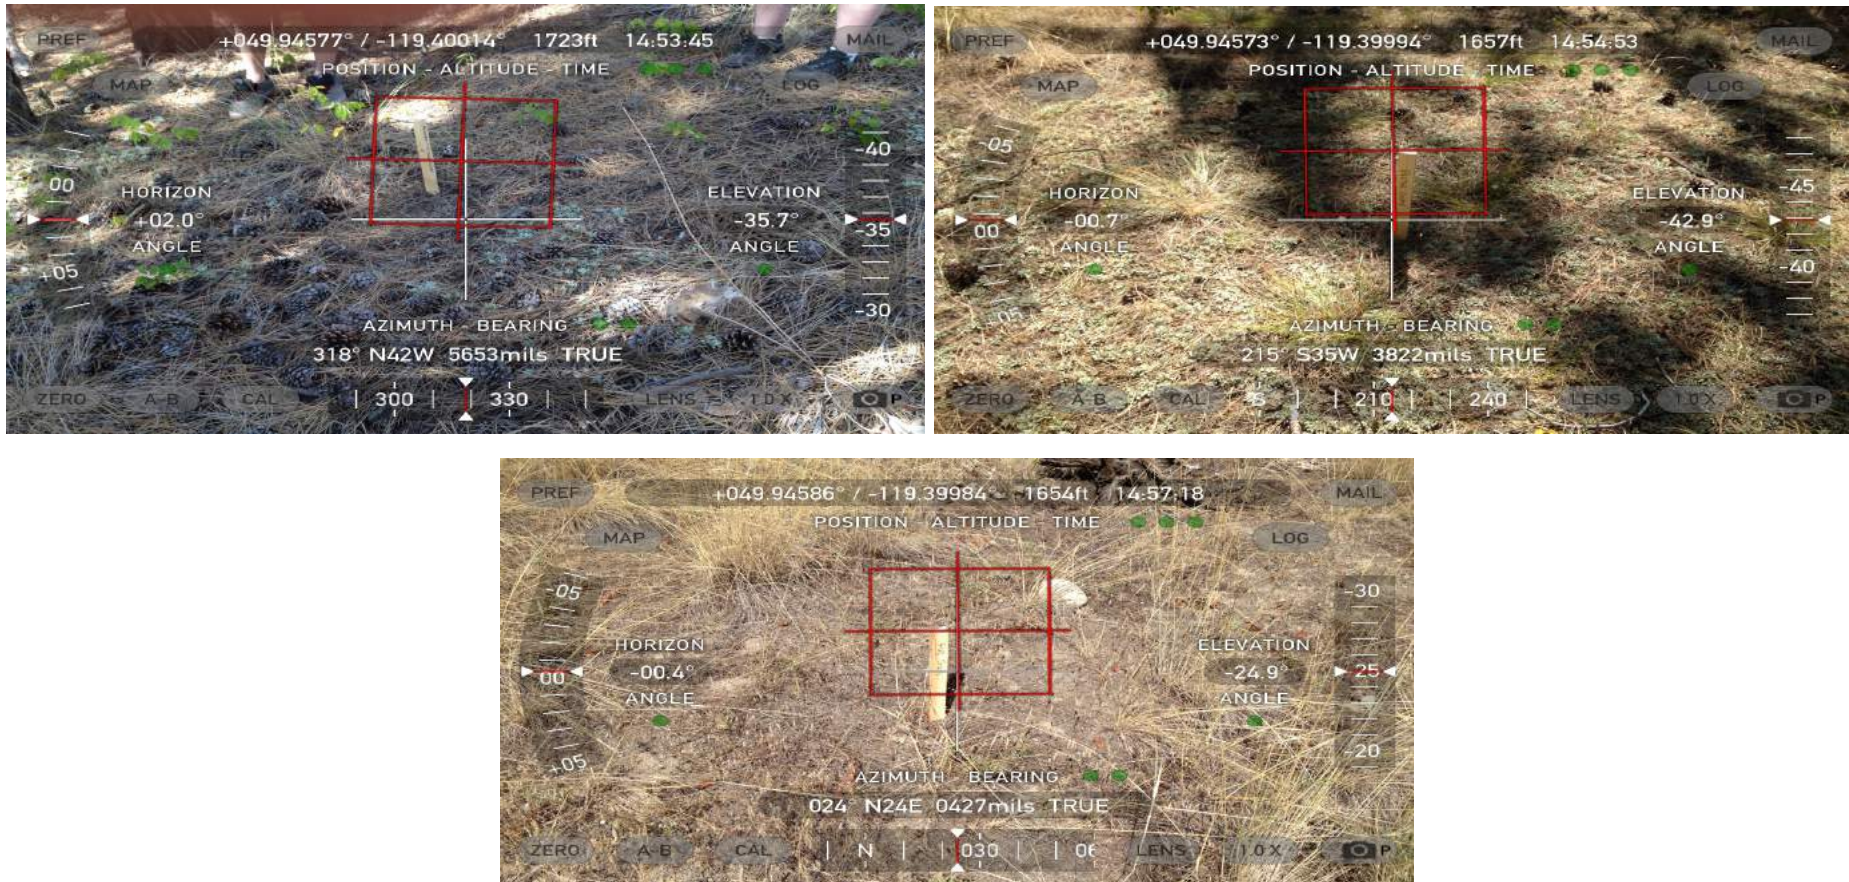 PREF +049.94577° / -119.40014° 1723ft 14:53:45 MAIL
POSITION - ALTITUDE - TIME
MAP LOG
-40
00 HORIZON ELEVATION
+02.0° -35.7° -35
ANGLE ANGLE
+05
-30
AZIMUTH - BEARING
318° N42W 5653mils TRUE
ZERO A-B CAL 300 330 LENS 1.0X P
PREF +049.94573° / -119.39994° 1657ft 14:54:53 MAIL
POSITION - ALTITUDE - TIME
MAP LOG
-05
HORIZON ELEVATION -45
-00.7° -42.9°
00 ANGLE ANGLE
-40
+05
AZIMUTH - BEARING
215° S35W 3822mils TRUE
ZERO A-B CAL S 210 240 LENS 1.0X P
PREF +049.94586° / -119.39984° 1654ft 14:57:18 MAIL
POSITION - ALTITUDE - TIME
MAP LOG
-05 -30
HORIZON ELEVATION
00 -00.4° -24.9° -25
ANGLE ANGLE
+05 -20
AZIMUTH - BEARING
024° N24E 0427mils TRUE
ZERO A-B CAL N 030 LENS 1.0X P